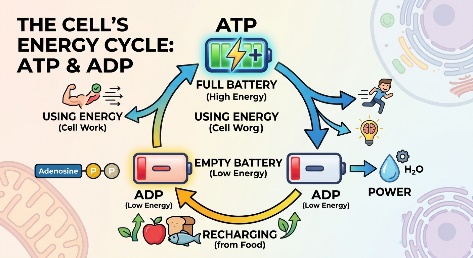 THE CELL'S
ENERGY CYCLE:
ATP & ADP
ATP
FULL BATTERY
(High Energy)
USING ENERGY
(Cell Work)
USING ENERGY
(Cell Worg)
EMPTY BATTERY
(Low Energy)
Adenosine P P
ADP
(Low Energy)
ADP
(Low Energy)
H₂O
POWER
RECHARGING
(from Food)